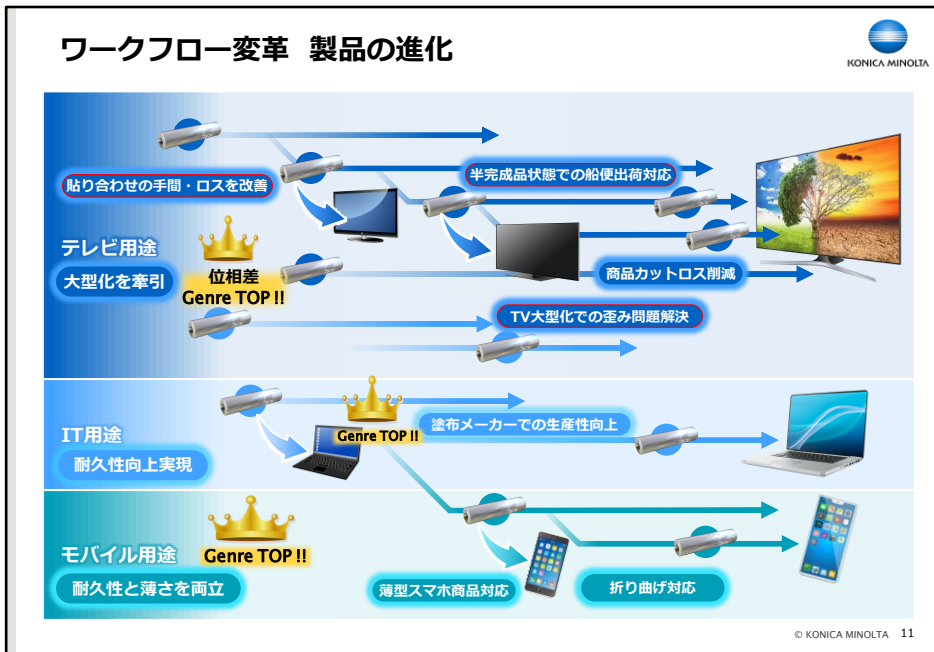 ワークフロー変革 製品の進化
KONICA MINOLTA
貼り合わせの手間・ロスを改善
半完成品状態での船便出荷対応
テレビ用途
大型化を牽引
位相差
Genre TOP !!
商品カットロス削減
TV大型化での歪み問題解決
IT用途
耐久性向上実現
Genre TOP !!
塗布メーカーでの生産性向上
モバイル用途
耐久性と薄さを両立
Genre TOP !!
薄型スマホ商品対応
折り曲げ対応
© KONICA MINOLTA 11